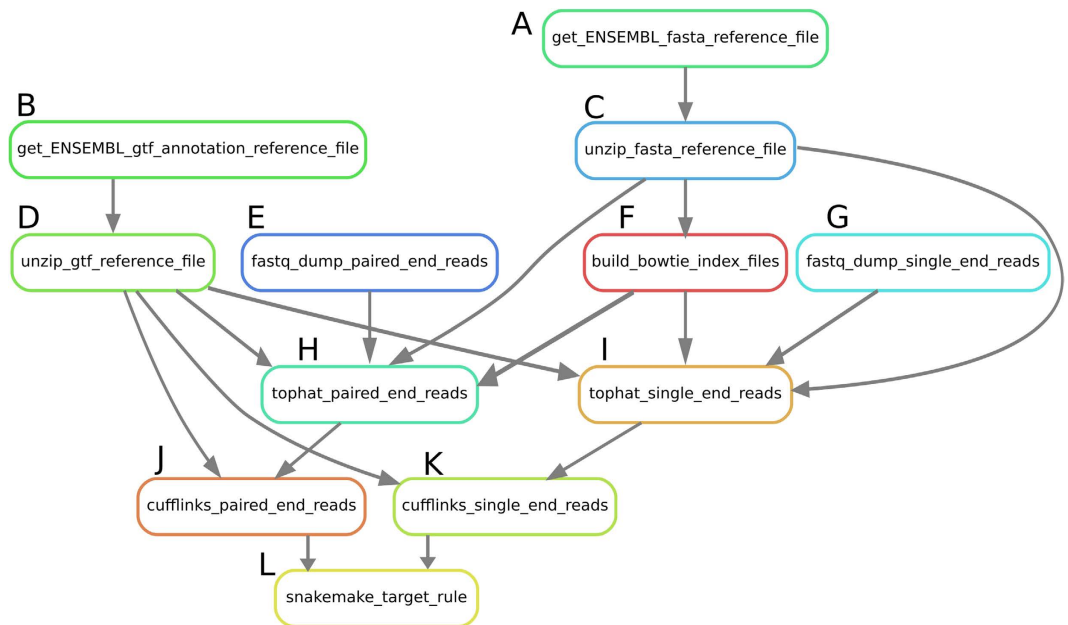 A
get_ENSEMBL_fasta_reference_file
B
C
get_ENSEMBL_gtf_annotation_reference_file
unzip_fasta_reference_file
D
E
F
G
unzip_gtf_reference_file
fastq_dump_paired_end_reads
build_bowtie_index_files
fastq_dump_single_end_reads
H
I
tophat_paired_end_reads
tophat_single_end_reads
J
K
cufflinks_paired_end_reads
cufflinks_single_end_reads
L
snakemake_target_rule